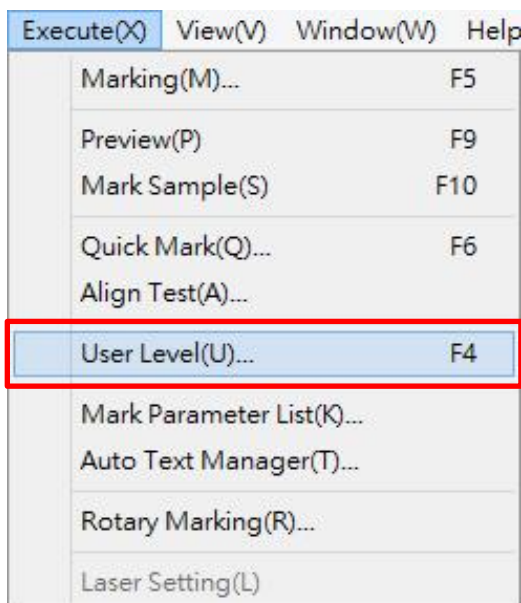 Execute(X) View(V) Window(W) Help
Marking(M)... F5
Preview(P) F9
Mark Sample(S) F10
Quick Mark(Q)... F6
Align Test(A)...
User Level(U)... F4
Mark Parameter List(K)...
Auto Text Manager(T)...
Rotary Marking(R)...
Laser Setting(L)